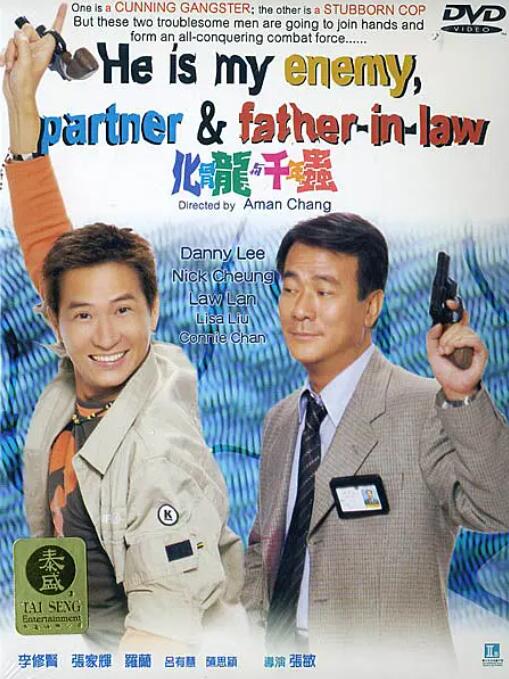 One is a CUNNING GANGSTER; the other is a STUBBORN COP
But these two troublesome men are going to join hands and
form an all-conquering combat force......
DVD
VIDEO
He is my enemy,
partner & father-in-law
化骨龍与千年蟲
Directed by Aman Chang
Danny Lee
Nick Cheung
Law Lan
Lisa Liu
Connie Chan
K
泰盛
TAI SENG
Entertainment
李修賢 張家輝 羅蘭 呂有慧 陳思穎 導演 張敏